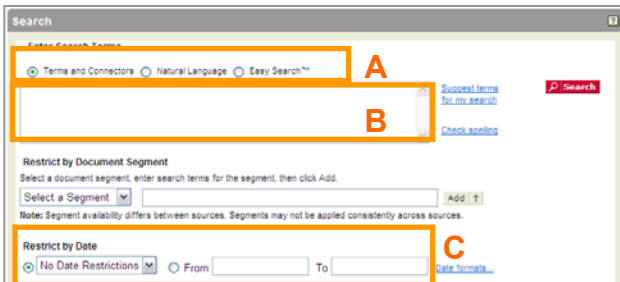 Search ?
Enter Search Terms
Terms and Connectors Natural Language Easy Search™ A
Suggest terms for my search
Search
B
Check spelling
Restrict by Document Segment
Select a document segment, enter search terms for the segment, then click Add.
Select a Segment Add ↑
Note: Segment availability differs between sources. Segments may not be applied consistently across sources.
Restrict by Date C
No Date Restrictions From To Date formats...